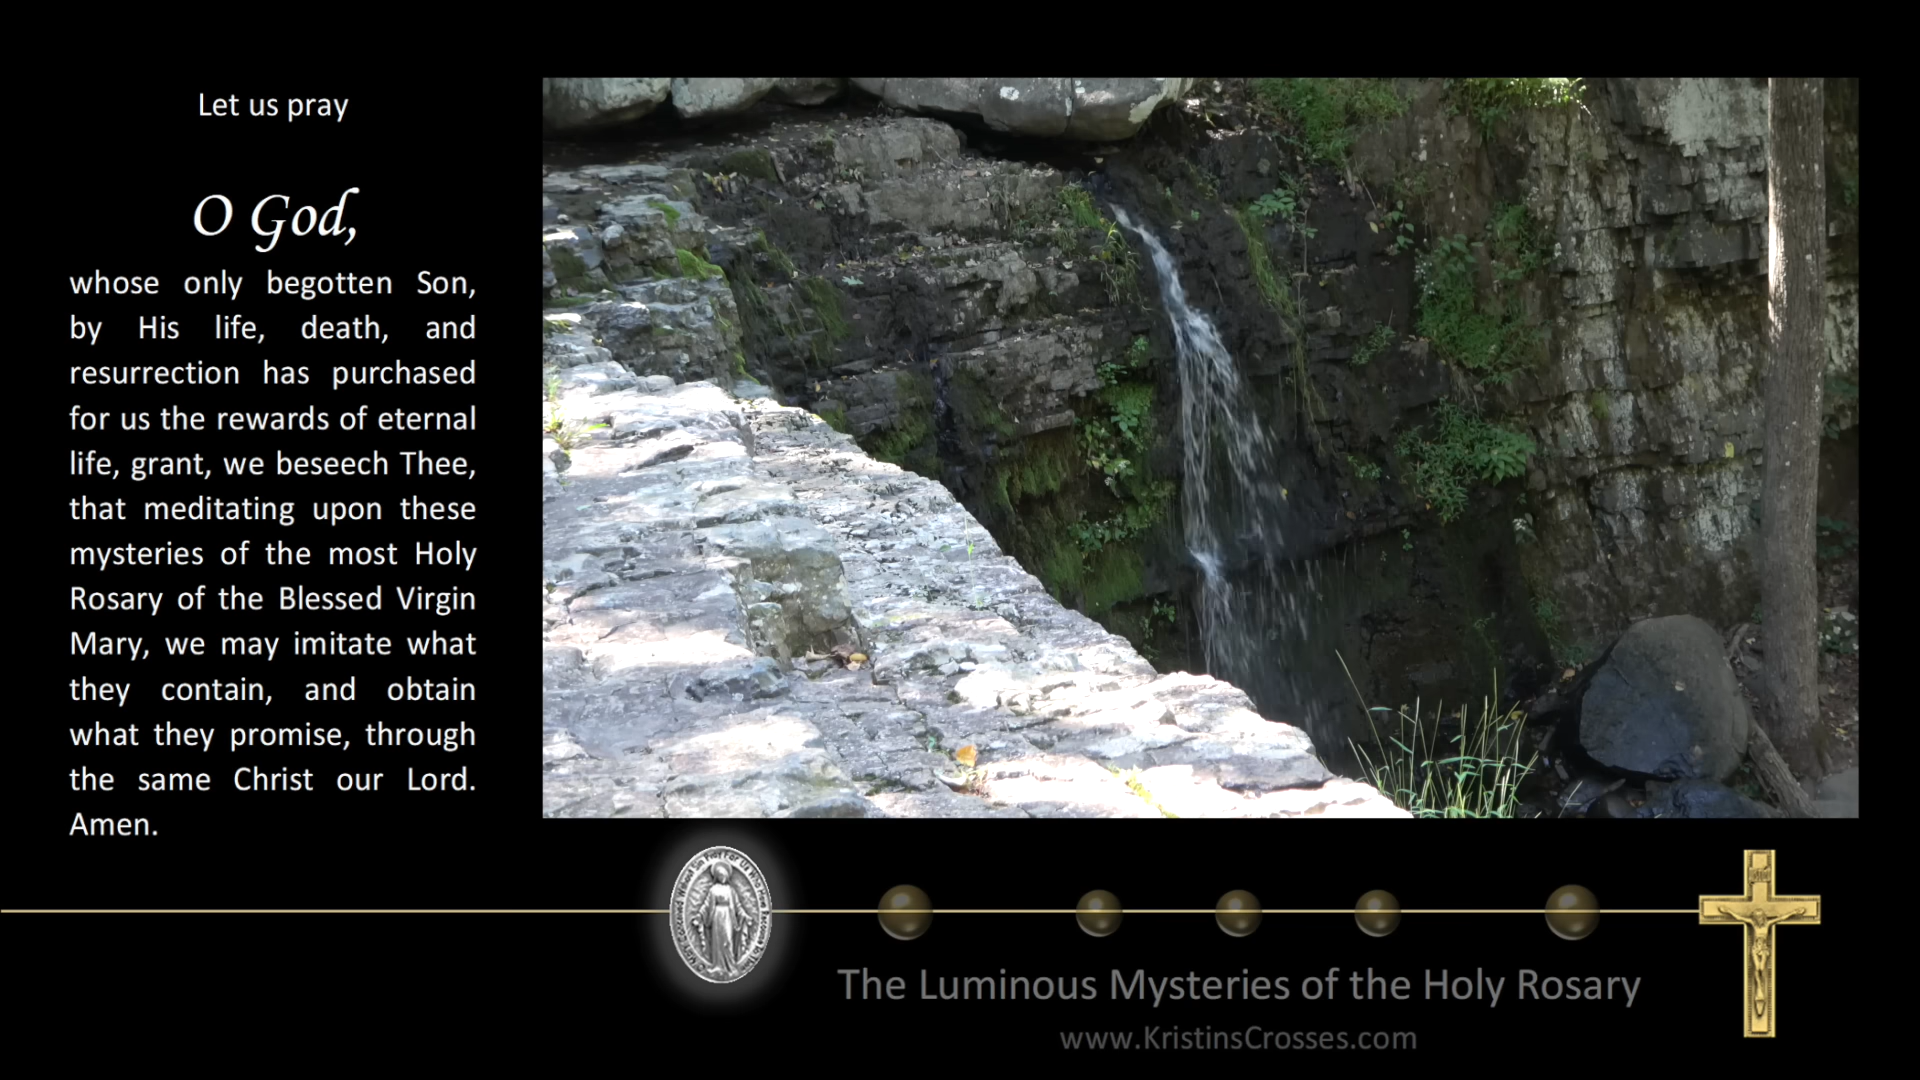 Let us pray
O God,
whose only begotten Son,
by His life, death, and
resurrection has purchased
for us the rewards of eternal
life, grant, we beseech Thee,
that meditating upon these
mysteries of the most Holy
Rosary of the Blessed Virgin
Mary, we may imitate what
they contain, and obtain
what they promise, through
the same Christ our Lord.
Amen.
The Luminous Mysteries of the Holy Rosary
www.KristinsCrosses.com